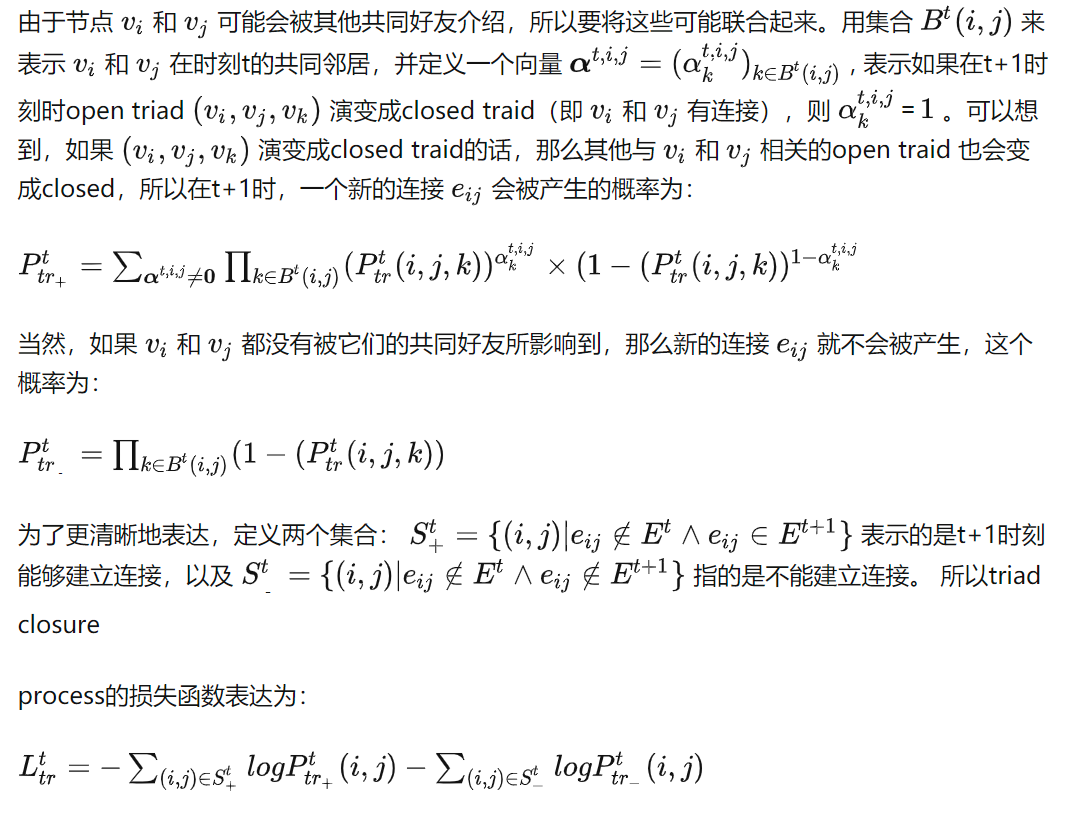 由于节点 $v_i$ 和 $v_j$ 可能会被其他共同好友介绍，所以要将这些可能联合起来。用集合 $B^t(i,j)$ 来
表示 $v_i$ 和 $v_j$ 在时刻t的共同邻居，并定义一个向量 $\boldsymbol{\alpha}^{t,i,j} = (\alpha_k^{t,i,j})_{k \in B^t(i,j)}$ , 表示如果在t+1时
刻时open triad $(v_i, v_j, v_k)$ 演变成closed traid（即 $v_i$ 和 $v_j$ 有连接），则 $\alpha_k^{t,i,j}$ = $1$ 。可以想
到，如果 $(v_i, v_j, v_k)$ 演变成closed traid的话，那么其他与 $v_i$ 和 $v_j$ 相关的open traid 也会变
成closed，所以在t+1时，一个新的连接 $e_{ij}$ 会被产生的概率为：
$P_{tr_+}^t = \sum_{\boldsymbol{\alpha}^{t,i,j} \neq \mathbf{0}} \prod_{k \in B^t(i,j)} (P_{tr}^t(i,j,k))^{\alpha_k^{t,i,j}} \times (1 - (P_{tr}^t(i,j,k))^{1-\alpha_k^{t,i,j}}$
当然，如果 $v_i$ 和 $v_j$ 都没有被它们的共同好友所影响到，那么新的连接 $e_{ij}$ 就不会被产生，这个
概率为：
$P_{tr_-}^t = \prod_{k \in B^t(i,j)} (1 - (P_{tr}^t(i,j,k))$
为了更清晰地表达，定义两个集合： $S_+^t = \{(i,j) | e_{ij} \notin E^t \wedge e_{ij} \in E^{t+1}\}$ 表示的是t+1时刻
能够建立连接，以及 $S_-^t = \{(i,j) | e_{ij} \notin E^t \wedge e_{ij} \notin E^{t+1}\}$ 指的是不能建立连接。 所以triad
closure
process的损失函数表达为：
$L_{tr}^t = -\sum_{(i,j) \in S_+^t} log P_{tr_+}^t(i,j) - \sum_{(i,j) \in S_-^t} log P_{tr_-}^t(i,j)$